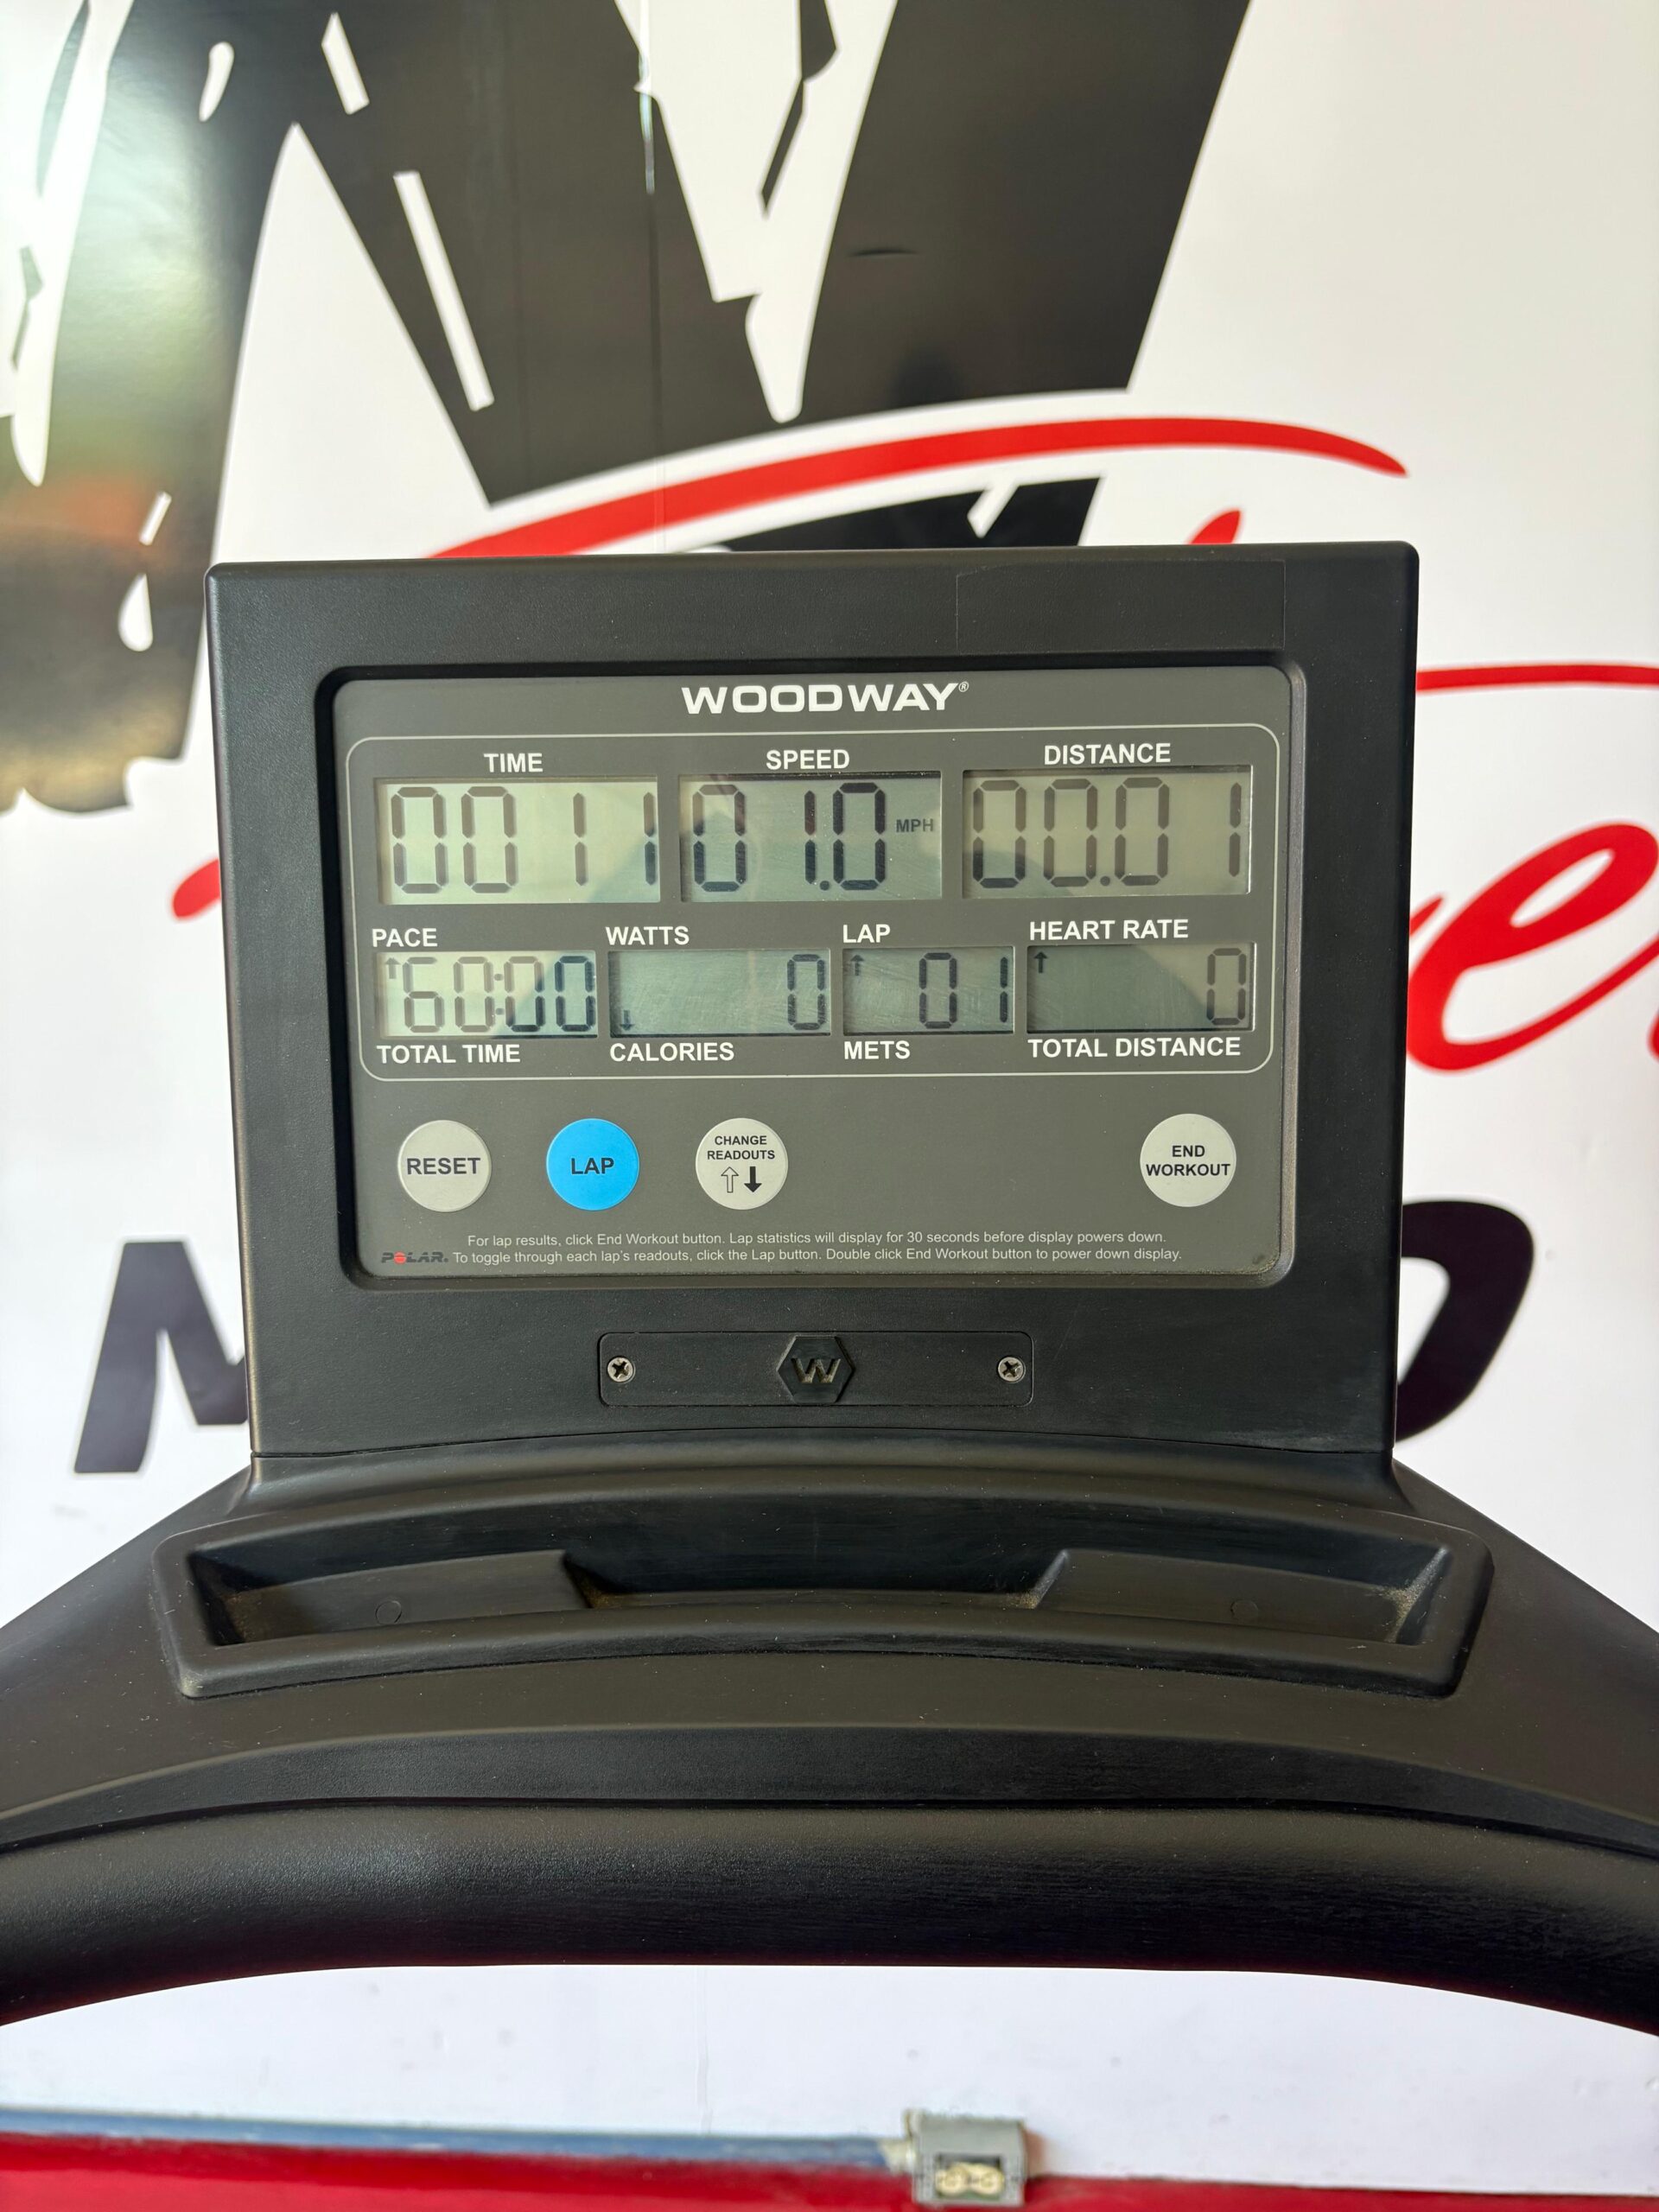 WOODWAY®
TIME SPEED DISTANCE
0011 01.0 MPH 00.01
PACE WATTS LAP HEART RATE
↑60:00 ↓ 0 ↑ 01 ↑ 0
TOTAL TIME CALORIES METS TOTAL DISTANCE
RESET
LAP
CHANGE
READOUTS
⇧⬇
END
WORKOUT
For lap results, click End Workout button. Lap statistics will display for 30 seconds before display powers down.
POLAR. To toggle through each lap's readouts, click the Lap button. Double click End Workout button to power down display.
W